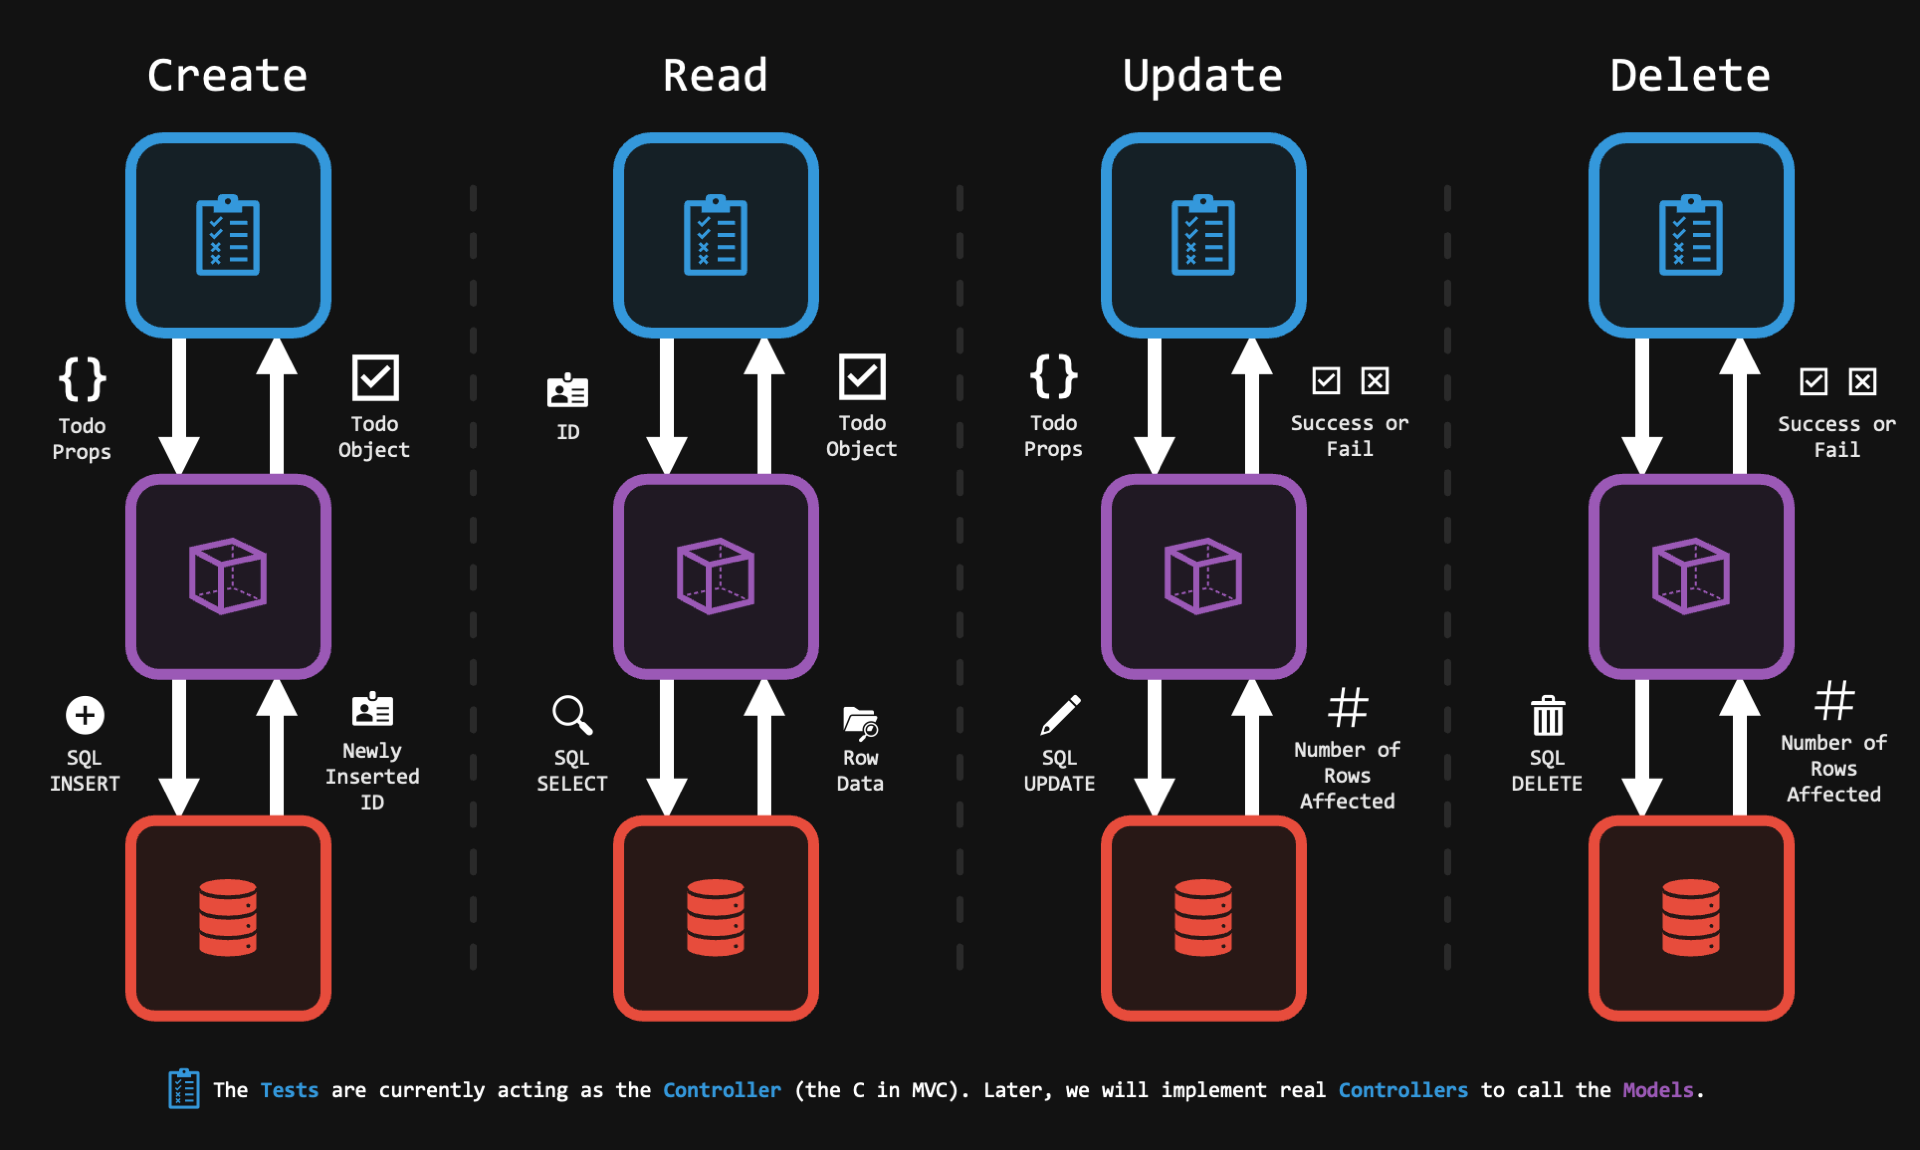 Create
Read
Update
Delete
Todo
Props
Todo
Object
ID
Todo
Object
Todo
Props
Success or
Fail
Success or
Fail
SQL
INSERT
Newly
Inserted
ID
SQL
SELECT
Row
Data
SQL
UPDATE
Number of
Rows
Affected
SQL
DELETE
Number of
Rows
Affected
The Tests are currently acting as the Controller (the C in MVC). Later, we will implement real Controllers to call the Models.